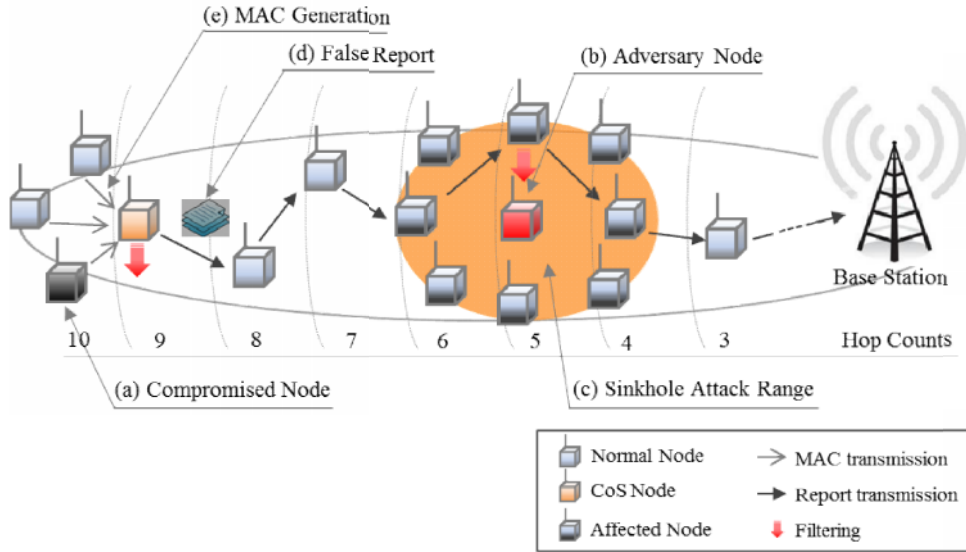 (e) MAC Generation
(d) False Report
(b) Adversary Node
Base Station
10 9 8 7 6 5 4 3 Hop Counts
(a) Compromised Node
(c) Sinkhole Attack Range
Normal Node
MAC transmission
CoS Node
Report transmission
Affected Node
Filtering